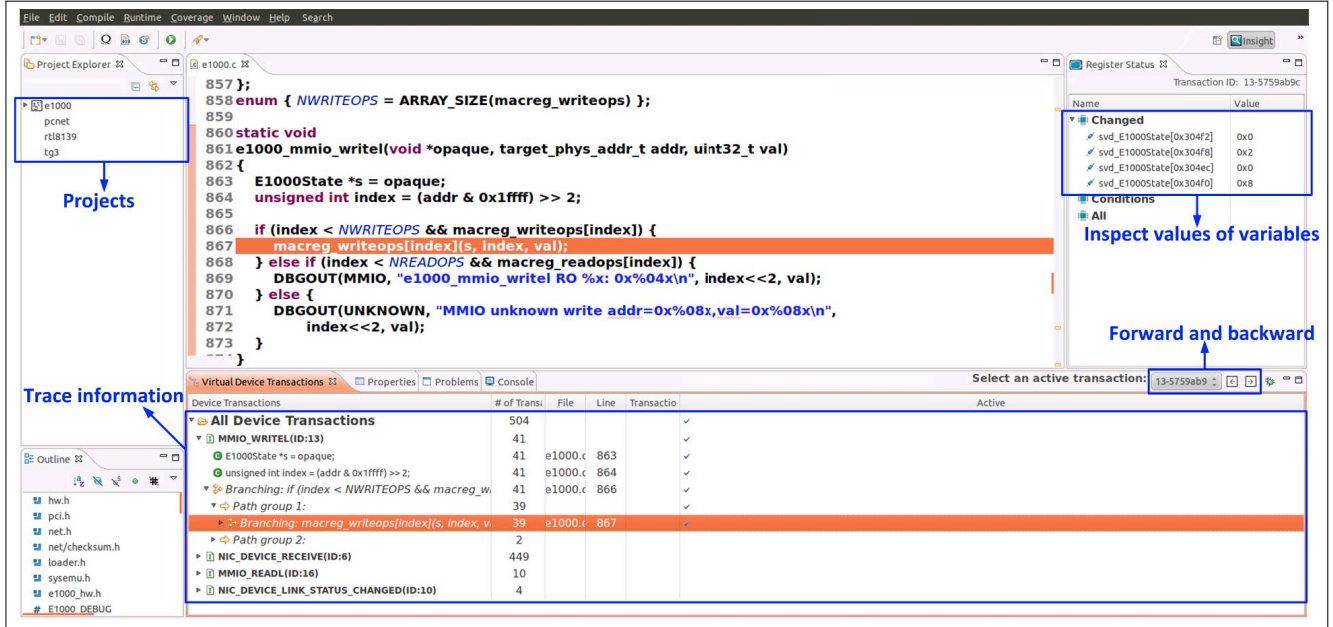 File Edit Compile Runtime Coverage Window Help Search
Insight
Project Explorer
e1000
pcnet
rtl8139
tg3
Projects
e1000.c
857 };
858 enum { NWRITEOPS = ARRAY_SIZE(macreg_writeops) };
859
860 static void
861 e1000_mmio_writel(void *opaque, target_phys_addr_t addr, uint32_t val)
862 {
863 E1000State *s = opaque;
864 unsigned int index = (addr & 0x1ffff) >> 2;
865
866 if (index < NWRITEOPS && macreg_writeops[index]) {
867 macreg_writeops[index](s, index, val);
868 } else if (index < NREADOPS && macreg_readops[index]) {
869 DBGOUT(MMIO, "e1000_mmio_writel RO %x: 0x%04x\n", index<<2, val);
870 } else {
871 DBGOUT(UNKNOWN, "MMIO unknown write addr=0x%08x,val=0x%08x\n",
872 index<<2, val);
873 }
}
Register Status
Transaction ID: 13-5759ab9c
Name Value
Changed
svd_E1000State[0x304f2] 0x0
svd_E1000State[0x304f8] 0x2
svd_E1000State[0x304ec] 0x0
svd_E1000State[0x304f0] 0x8
Conditions
All
Inspect values of variables
Forward and backward
Trace information
Virtual Device Transactions Properties Problems Console
Select an active transaction: 13-5759ab9
Device Transactions # of Transa File Line Transactio Active
All Device Transactions 504
MMIO_WRITEL(ID:13) 41
E1000State *s = opaque; 41 e1000.c 863
unsigned int index = (addr & 0x1ffff) >> 2; 41 e1000.c 864
Branching: if (index < NWRITEOPS && macreg_w 41 e1000.c 866
Path group 1: 39
Branching: macreg_writeops[index](s, index, v 39 e1000.c 867
Path group 2: 2
NIC_DEVICE_RECEIVE(ID:6) 449
MMIO_READL(ID:16) 10
NIC_DEVICE_LINK_STATUS_CHANGED(ID:10) 4
Outline
hw.h
pci.h
net.h
net/checksum.h
loader.h
sysemu.h
e1000_hw.h
# E1000_DEBUG